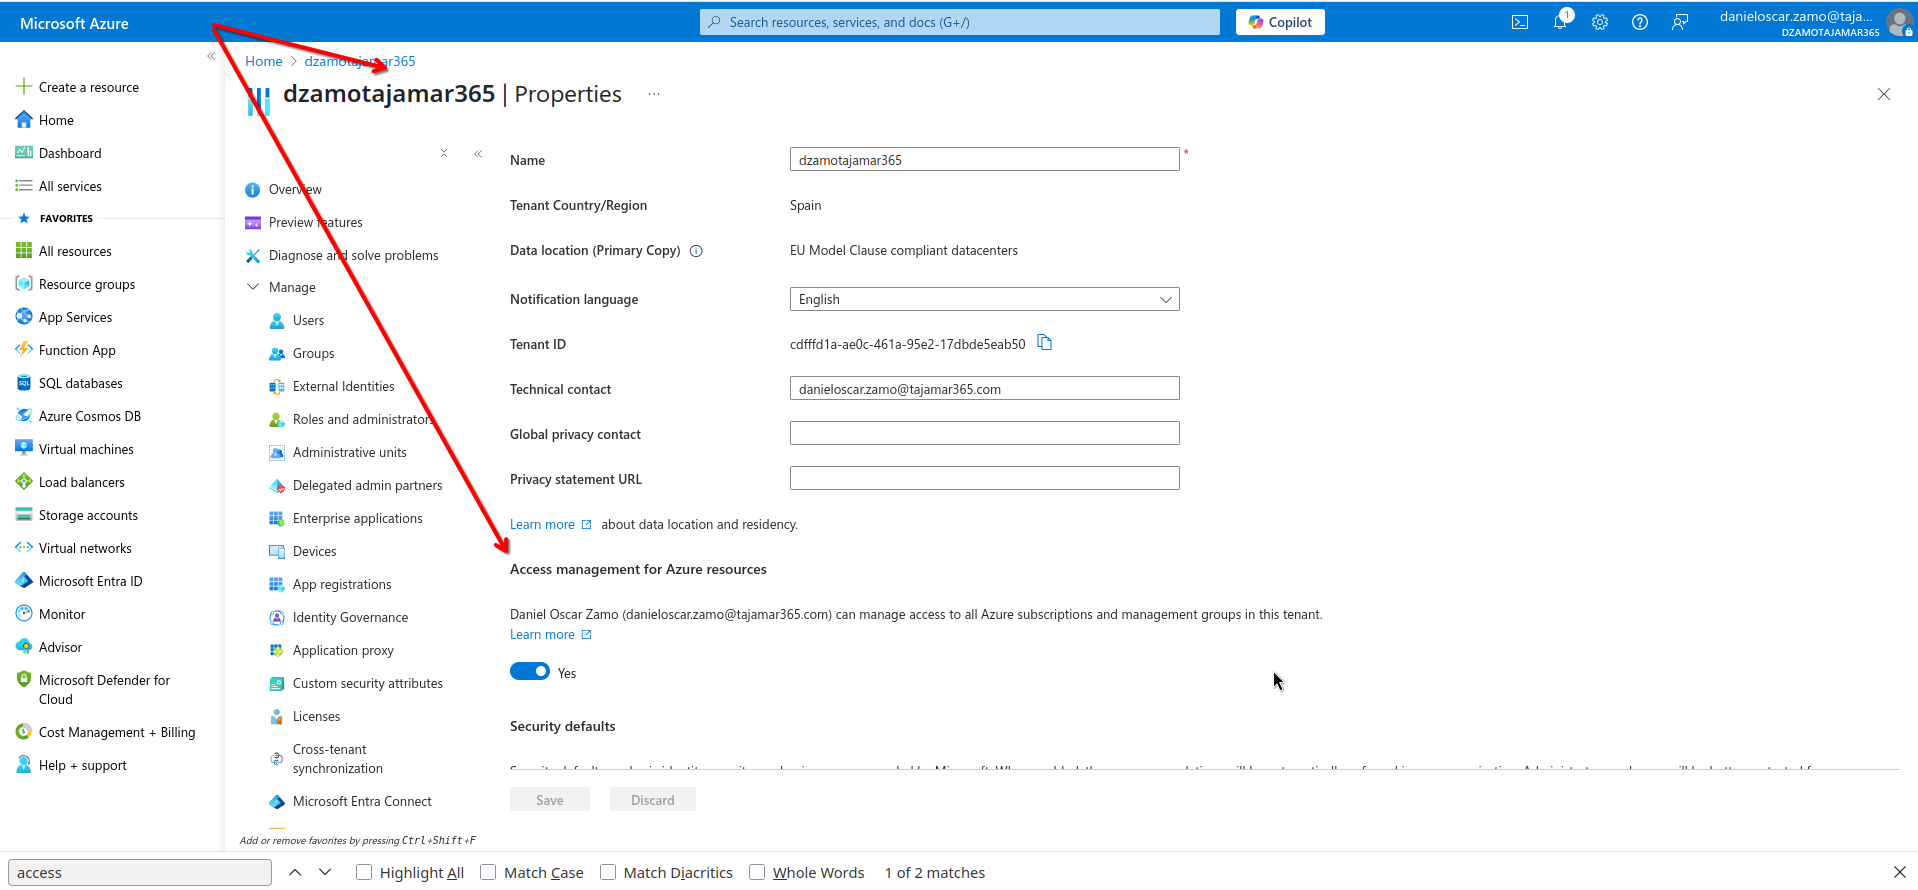 Microsoft Azure
Search resources, services, and docs (G+/)
Copilot
1
danieloscar.zamo@taja...
DZAMOTAJAMAR365
«
Create a resource
Home
Dashboard
All services
FAVORITES
All resources
Resource groups
App Services
Function App
SQL databases
Azure Cosmos DB
Virtual machines
Load balancers
Storage accounts
Virtual networks
Microsoft Entra ID
Monitor
Advisor
Microsoft Defender for
Cloud
Cost Management + Billing
Help + support
Home > dzamotajamar365
dzamotajamar365 | Properties ...
«
Overview
Preview features
Diagnose and solve problems
Manage
Users
Groups
External Identities
Roles and administrators
Administrative units
Delegated admin partners
Enterprise applications
Devices
App registrations
Identity Governance
Application proxy
Custom security attributes
Licenses
Cross-tenant
synchronization
Microsoft Entra Connect
Add or remove favorites by pressing Ctrl+Shift+F
Name dzamotajamar365 *
Tenant Country/Region Spain
Data location (Primary Copy) EU Model Clause compliant datacenters
Notification language English
Tenant ID cdfffd1a-ae0c-461a-95e2-17dbde5eab50
Technical contact danieloscar.zamo@tajamar365.com
Global privacy contact
Privacy statement URL
Learn more about data location and residency.
Access management for Azure resources
Daniel Oscar Zamo (danieloscar.zamo@tajamar365.com) can manage access to all Azure subscriptions and management groups in this tenant.
Learn more
Yes
Security defaults
Save Discard
access Highlight All Match Case Match Diacritics Whole Words 1 of 2 matches